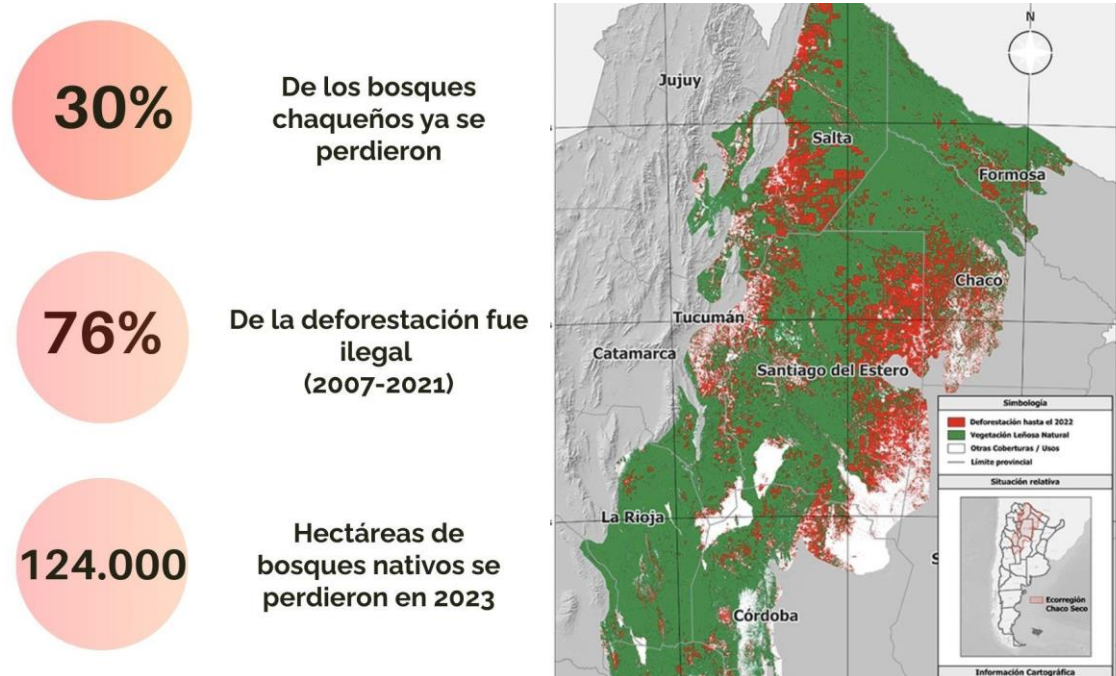 30%
De los bosques
chaqueños ya se
perdieron
76%
De la deforestación fue
ilegal
(2007-2021)
124.000
Hectáreas de
bosques nativos se
perdieron en 2023
N
Jujuy
Salta
Formosa
Chaco
Tucumán
Catamarca
Santiago del Estero
La Rioja
Córdoba
S
Simbología
Deforestación hasta el 2022
Vegetación Leñosa Natural
Otras Coberturas / Usos
Límite provincial
Situación relativa
Ecorregión
Chaco Seco
Información Cartográfica